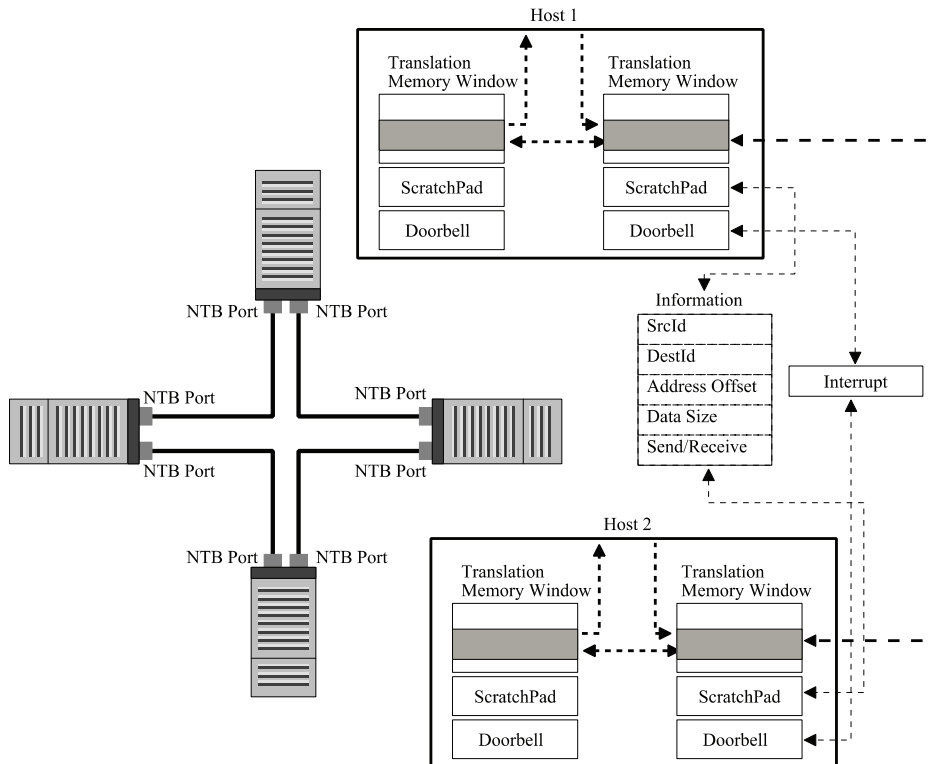 Host 1
Translation
Memory Window
Translation
Memory Window
ScratchPad
ScratchPad
Doorbell
Doorbell
NTB Port
NTB Port
Information
SrcId
DestId
Address Offset
Data Size
Send/Receive
Interrupt
NTB Port
NTB Port
NTB Port
NTB Port
NTB Port
NTB Port
Host 2
Translation
Memory Window
Translation
Memory Window
ScratchPad
ScratchPad
Doorbell
Doorbell